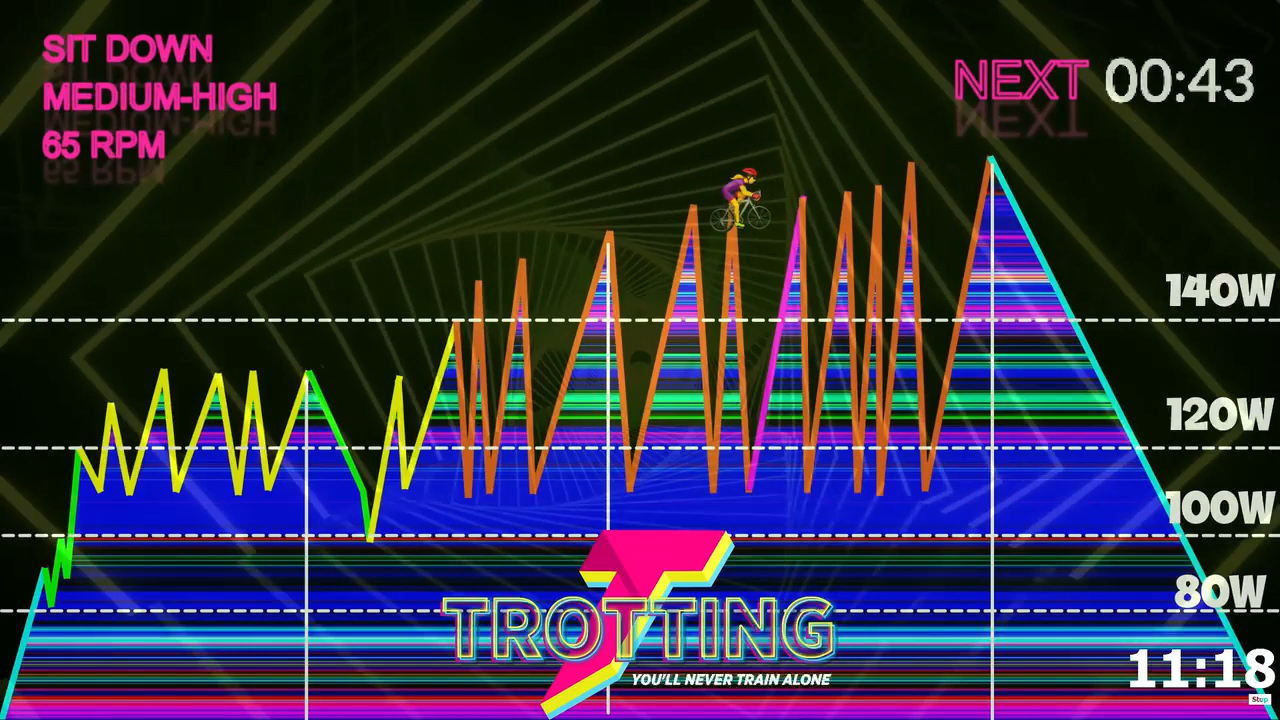 SIT DOWN
MEDIUM-HIGH
65 RPM
NEXT 00:43
140W
120W
100W
80W
TROTTING
YOU'LL NEVER TRAIN ALONE
11:18
Stop